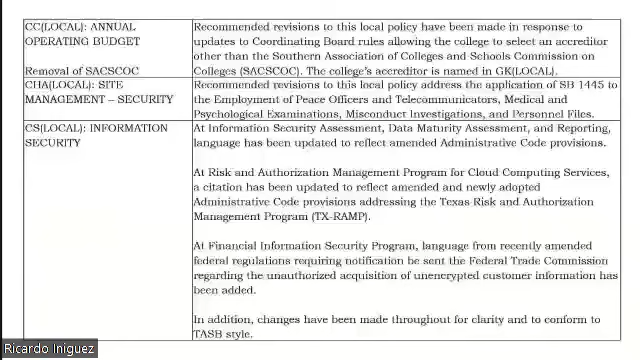 CC(LOCAL): ANNUAL
OPERATING BUDGET
Removal of SACSCOC
Recommended revisions to this local policy have been made in response to
updates to Coordinating Board rules allowing the college to select an accreditor
other than the Southern Association of Colleges and Schools Commission on
Colleges (SACSCOC). The college's accreditor is named in GK(LOCAL).
CHA(LOCAL): SITE
MANAGEMENT – SECURITY
Recommended revisions to this local policy address the application of SB 1445 to
the Employment of Peace Officers and Telecommunicators, Medical and
Psychological Examinations, Misconduct Investigations, and Personnel Files.
CS(LOCAL): INFORMATION
SECURITY
At Information Security Assessment, Data Maturity Assessment, and Reporting,
language has been updated to reflect amended Administrative Code provisions.
At Risk and Authorization Management Program for Cloud Computing Services,
a citation has been updated to reflect amended and newly adopted
Administrative Code provisions addressing the Texas Risk and Authorization
Management Program (TX-RAMP).
At Financial Information Security Program, language from recently amended
federal regulations requiring notification be sent the Federal Trade Commission
regarding the unauthorized acquisition of unencrypted customer information has
been added.
In addition, changes have been made throughout for clarity and to conform to
TASB style.
Ricardo Iniguez